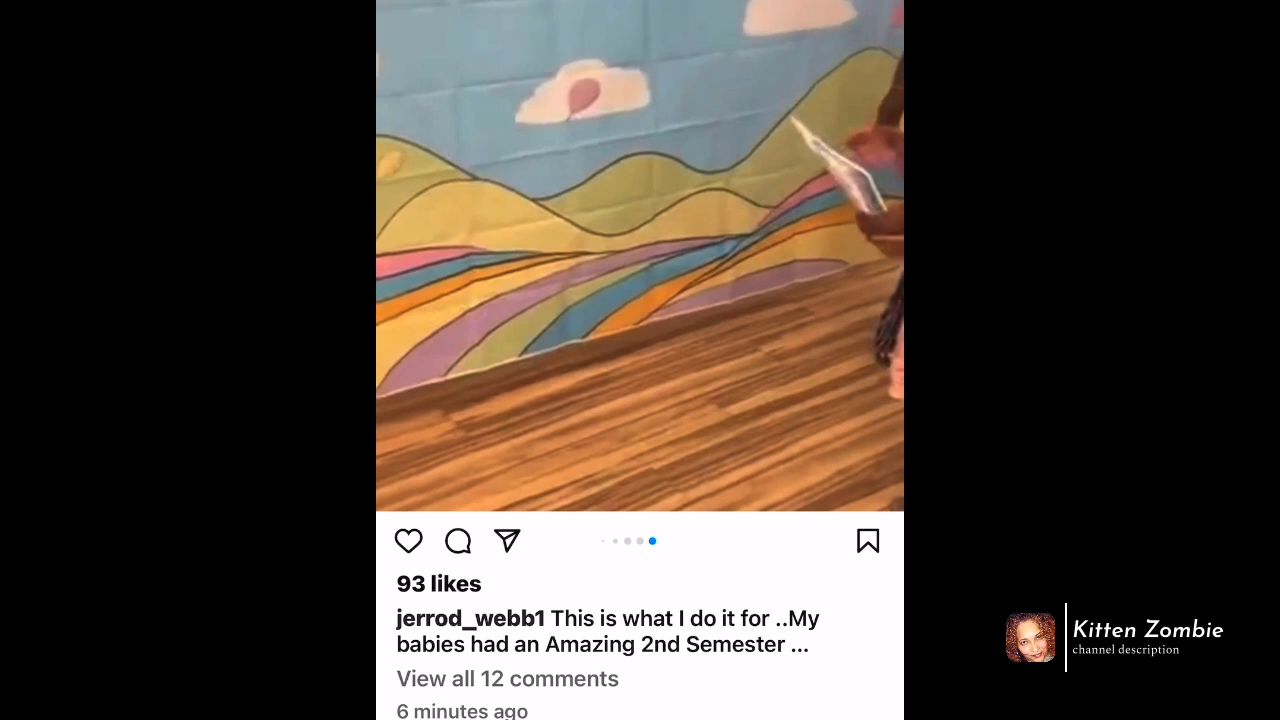 93 likes
jerrod_webb1 This is what I do it for ..My
babies had an Amazing 2nd Semester ...
View all 12 comments
6 minutes ago
Kitten Zombie
channel description